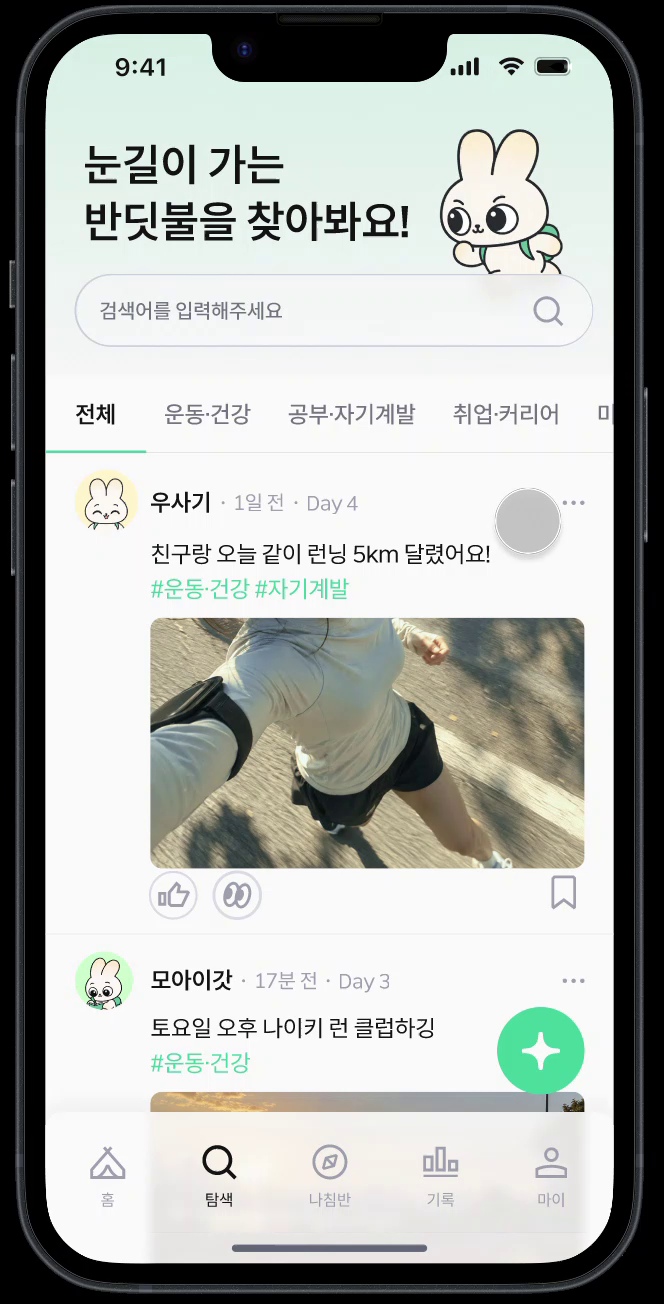 9:41
눈길이 가는
반딧불을 찾아봐요!
검색어를 입력해주세요
전체 운동·건강 공부·자기계발 취업·커리어
우사기 · 1일 전 · Day 4
친구랑 오늘 같이 런닝 5km 달렸어요!
#운동·건강 #자기계발
모아이갓 · 17분 전 · Day 3
토요일 오후 나이키 런 클럽하깅
#운동·건강
홈 탐색 나침반 기록 마이